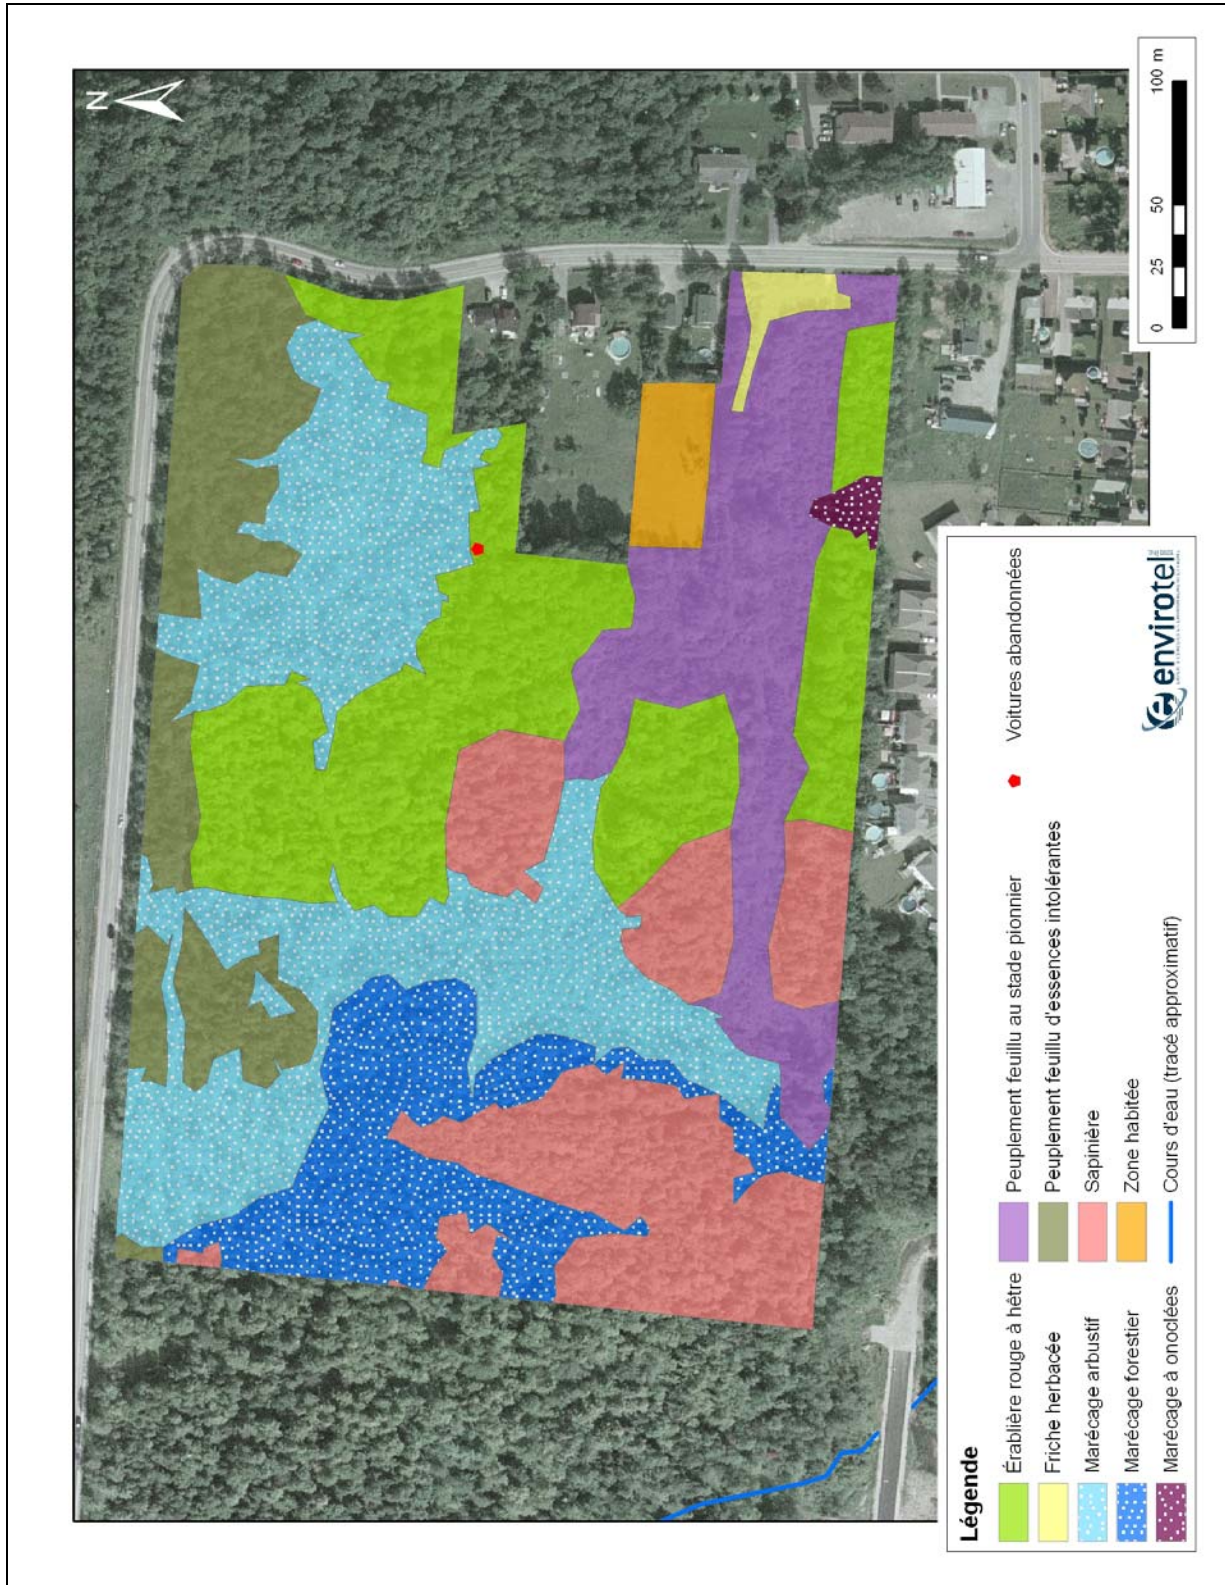 N
0 25 50 100 m
Légende
Érablière rouge à hêtre
Friche herbacée
Marécage arbustif
Marécage forestier
Marécage à onoclées
Peuplement feuillu au stade pionnier
Peuplement feuillu d'essences intolérantes
Sapinière
Zone habitée
Cours d'eau (tracé approximatif)
Voitures abandonnées
envirotel